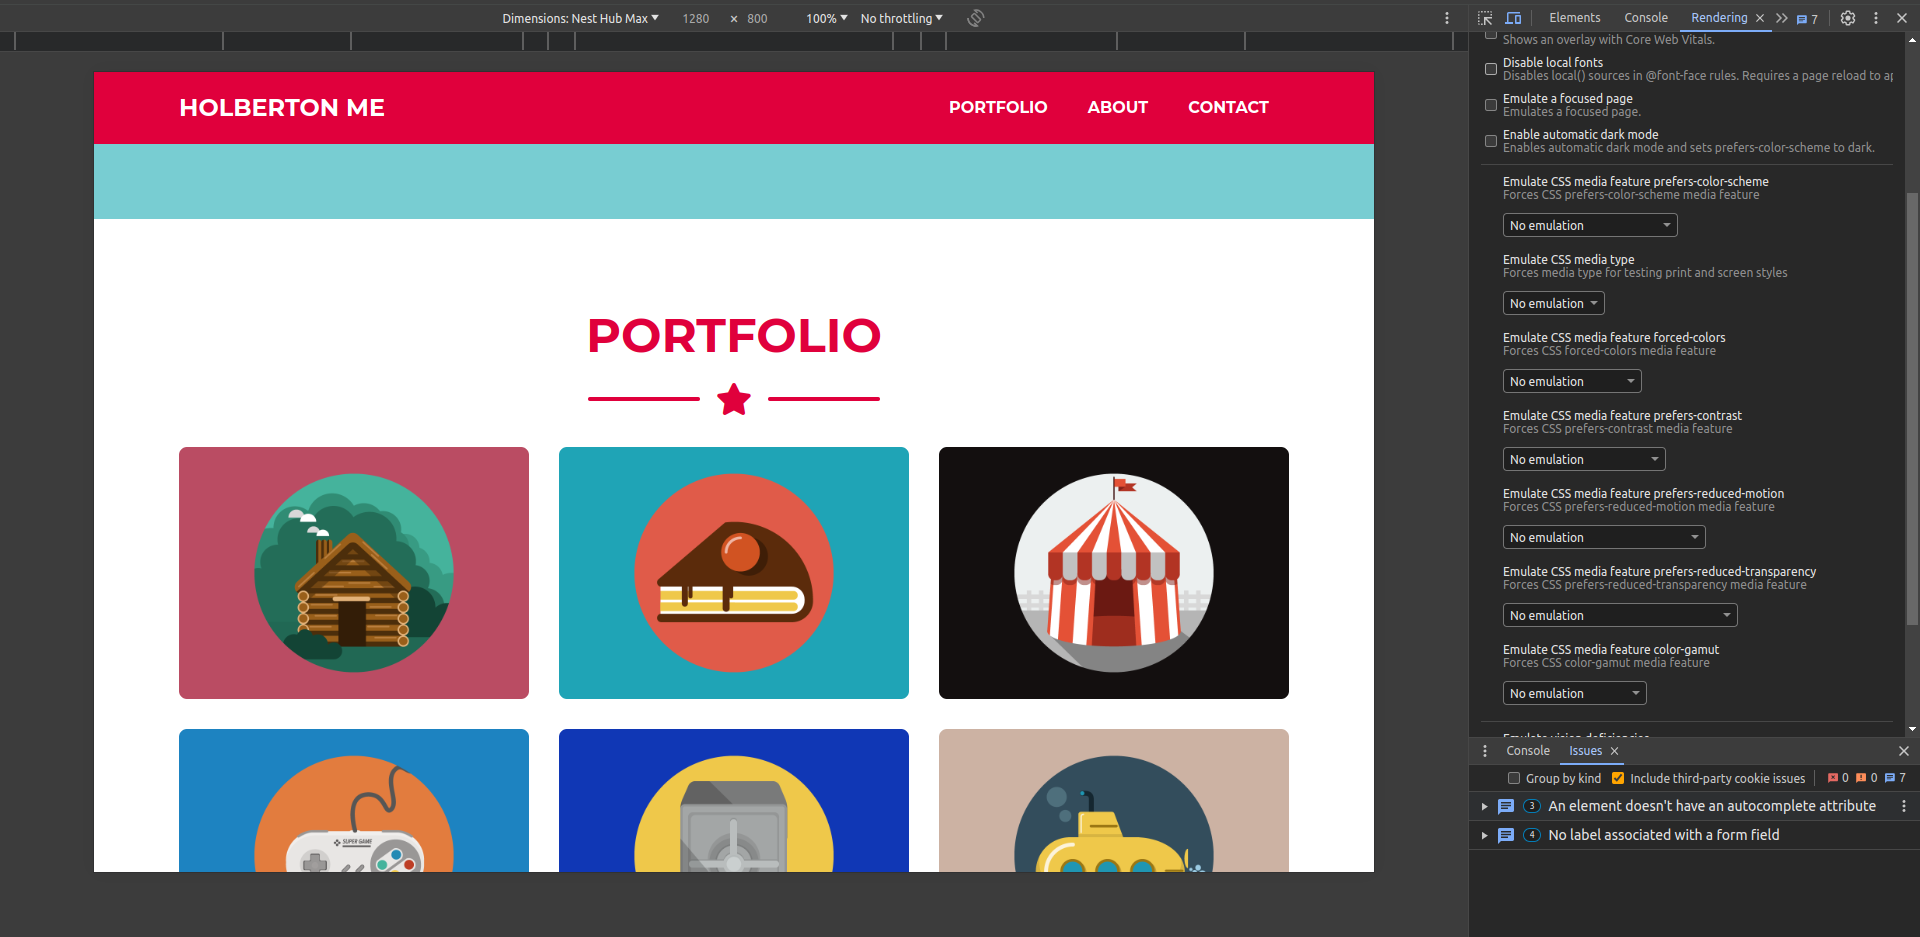 Dimensions: Nest Hub Max 1280 × 800 100% No throttling
Elements Console Rendering 7
HOLBERTON ME PORTFOLIO ABOUT CONTACT
PORTFOLIO
SUPER GAME
Shows an overlay with Core Web Vitals.
Disable local fonts
Disables local() sources in @font-face rules. Requires a page reload to ap
Emulate a focused page
Emulates a focused page.
Enable automatic dark mode
Enables automatic dark mode and sets prefers-color-scheme to dark.
Emulate CSS media feature prefers-color-scheme
Forces CSS prefers-color-scheme media feature
No emulation
Emulate CSS media type
Forces media type for testing print and screen styles
No emulation
Emulate CSS media feature forced-colors
Forces CSS forced-colors media feature
No emulation
Emulate CSS media feature prefers-contrast
Forces CSS prefers-contrast media feature
No emulation
Emulate CSS media feature prefers-reduced-motion
Forces CSS prefers-reduced-motion media feature
No emulation
Emulate CSS media feature prefers-reduced-transparency
Forces CSS prefers-reduced-transparency media feature
No emulation
Emulate CSS media feature color-gamut
Forces CSS color-gamut media feature
No emulation
Emulate vision deficiencies
Console Issues
Group by kind Include third-party cookie issues 0 0 7
3 An element doesn't have an autocomplete attribute
4 No label associated with a form field